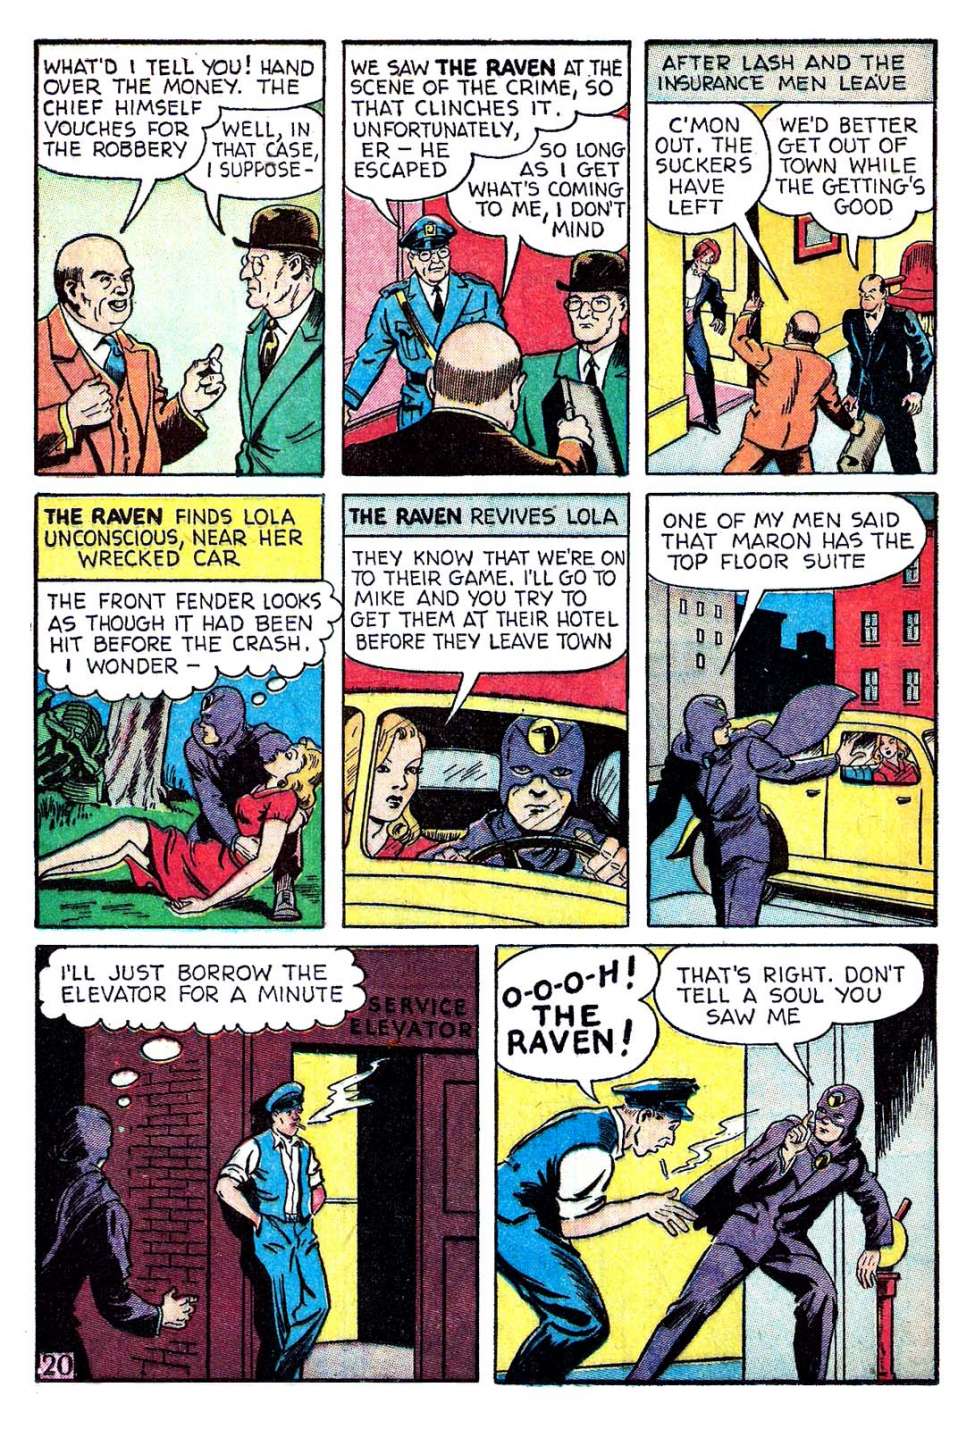 WHAT'D I TELL YOU! HAND
OVER THE MONEY. THE
CHIEF HIMSELF
VOUCHES FOR
THE ROBBERY
WELL, IN
THAT CASE,
I SUPPOSE-
WE SAW THE RAVEN AT THE
SCENE OF THE CRIME, SO
THAT CLINCHES IT.
UNFORTUNATELY,
ER - HE
ESCAPED
SO LONG
AS I GET
WHAT'S COMING
TO ME, I DON'T
MIND
AFTER LASH AND THE
INSURANCE MEN LEAVE
C'MON
OUT. THE
SUCKERS
HAVE
LEFT
WE'D BETTER
GET OUT OF
TOWN WHILE
THE GETTING'S
GOOD
THE RAVEN FINDS LOLA
UNCONSCIOUS, NEAR HER
WRECKED CAR
THE FRONT FENDER LOOKS
AS THOUGH IT HAD BEEN
HIT BEFORE THE CRASH.
I WONDER -
THE RAVEN REVIVES LOLA
THEY KNOW THAT WE'RE ON
TO THEIR GAME. I'LL GO TO
MIKE AND YOU TRY TO
GET THEM AT THEIR HOTEL
BEFORE THEY LEAVE TOWN
ONE OF MY MEN SAID
THAT MARON HAS THE
TOP FLOOR SUITE
I'LL JUST BORROW THE
ELEVATOR FOR A MINUTE
SERVICE
ELEVATOR
20
O-O-O-H!
THE
RAVEN!
THAT'S RIGHT. DON'T
TELL A SOUL YOU
SAW ME